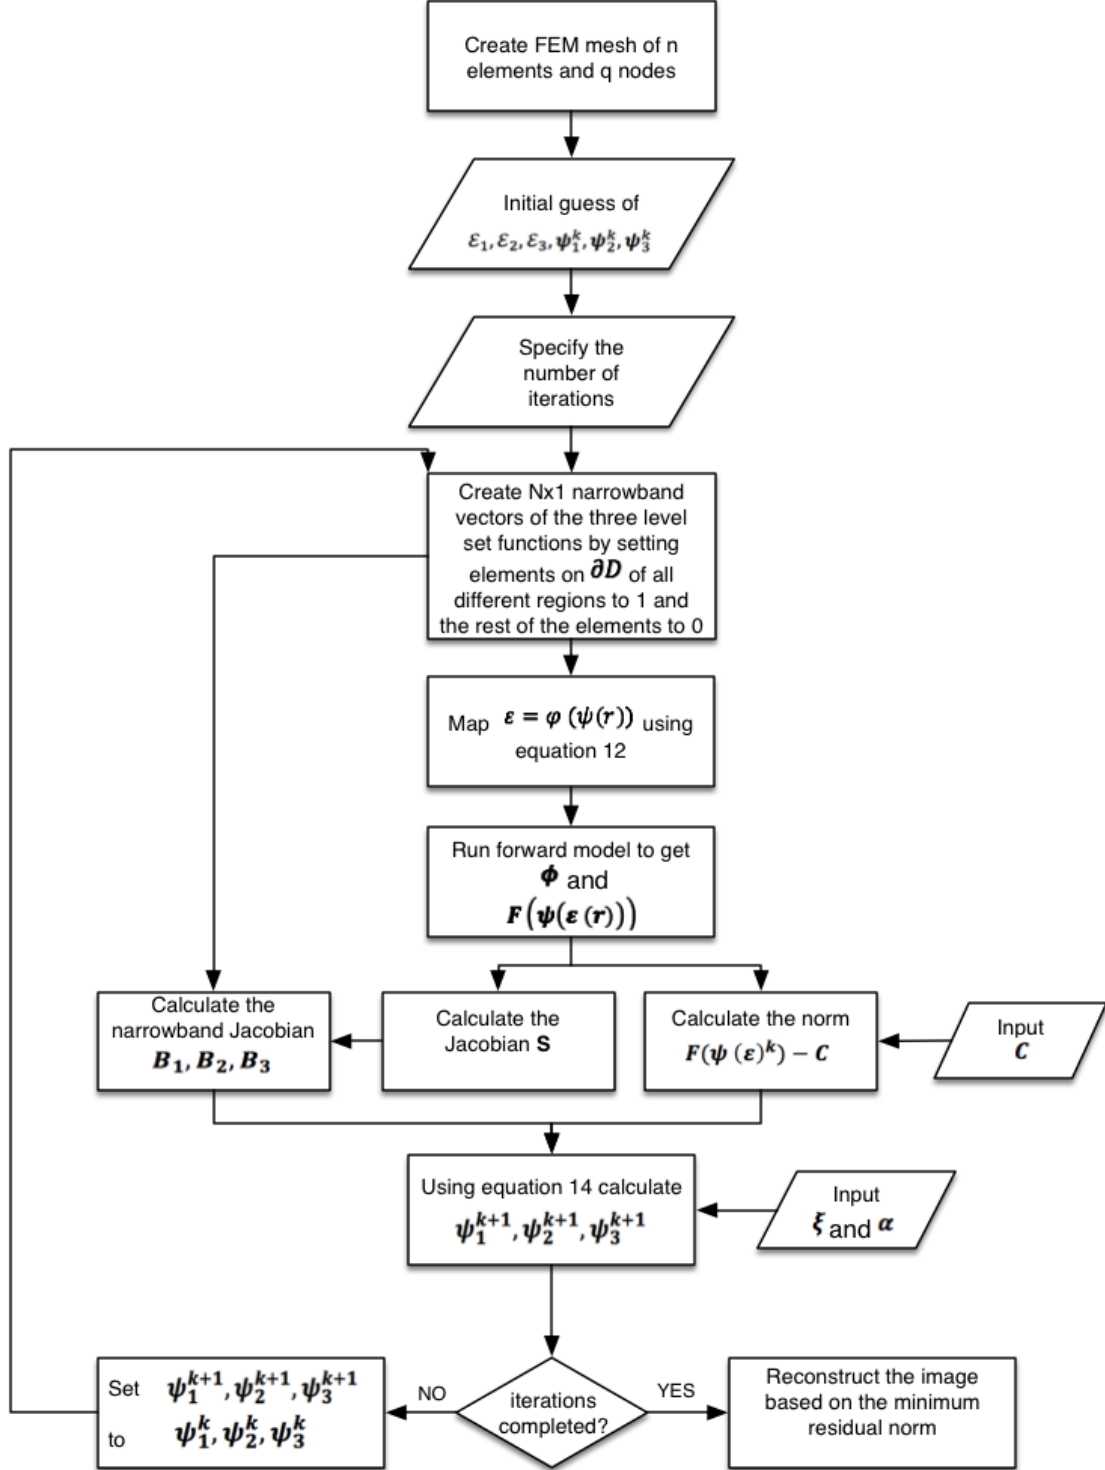 Create FEM mesh of n
elements and q nodes
Initial guess of
ε₁, ε₂, ε₃, ψ₁ᵏ, ψ₂ᵏ, ψ₃ᵏ
Specify the
number of
iterations
Create Nx1 narrowband
vectors of the three level
set functions by setting
elements on ∂D of all
different regions to 1 and
the rest of the elements to 0
Map ε = φ (ψ(r)) using
equation 12
Run forward model to get
Φ and
F(ψ(ε (r)))
Calculate the
narrowband Jacobian
B₁, B₂, B₃
Calculate the
Jacobian S
Calculate the norm
F(ψ (ε)ᵏ) − C
Input
C
Using equation 14 calculate
ψ₁ᵏ⁺¹, ψ₂ᵏ⁺¹, ψ₃ᵏ⁺¹
Input
ξ and α
Set ψ₁ᵏ⁺¹, ψ₂ᵏ⁺¹, ψ₃ᵏ⁺¹
to ψ₁ᵏ, ψ₂ᵏ, ψ₃ᵏ
NO
iterations
completed?
YES
Reconstruct the image
based on the minimum
residual norm